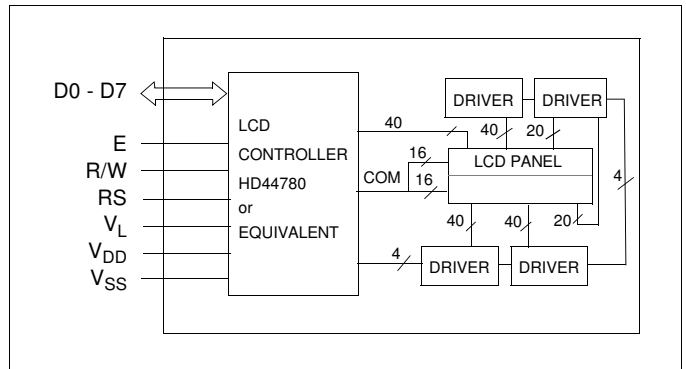 D0 - D7
E
R/W
RS
VL
VDD
VSS
LCD
CONTROLLER
HD44780
or
EQUIVALENT
40
COM
16
16
4
DRIVER
DRIVER
40
20
LCD PANEL
4
40
40
20
DRIVER
DRIVER